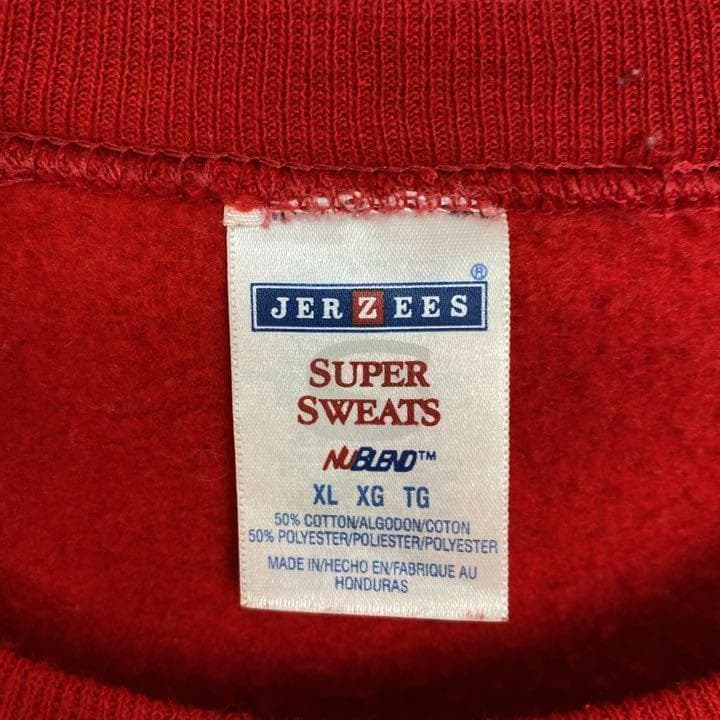 JERZEES®
SUPER
SWEATS
NUBLEND™
XL XG TG
50% COTTON/ALGODON/COTON
50% POLYESTER/POLIESTER/POLYESTER
MADE IN/HECHO EN/FABRIQUE AU
HONDURAS